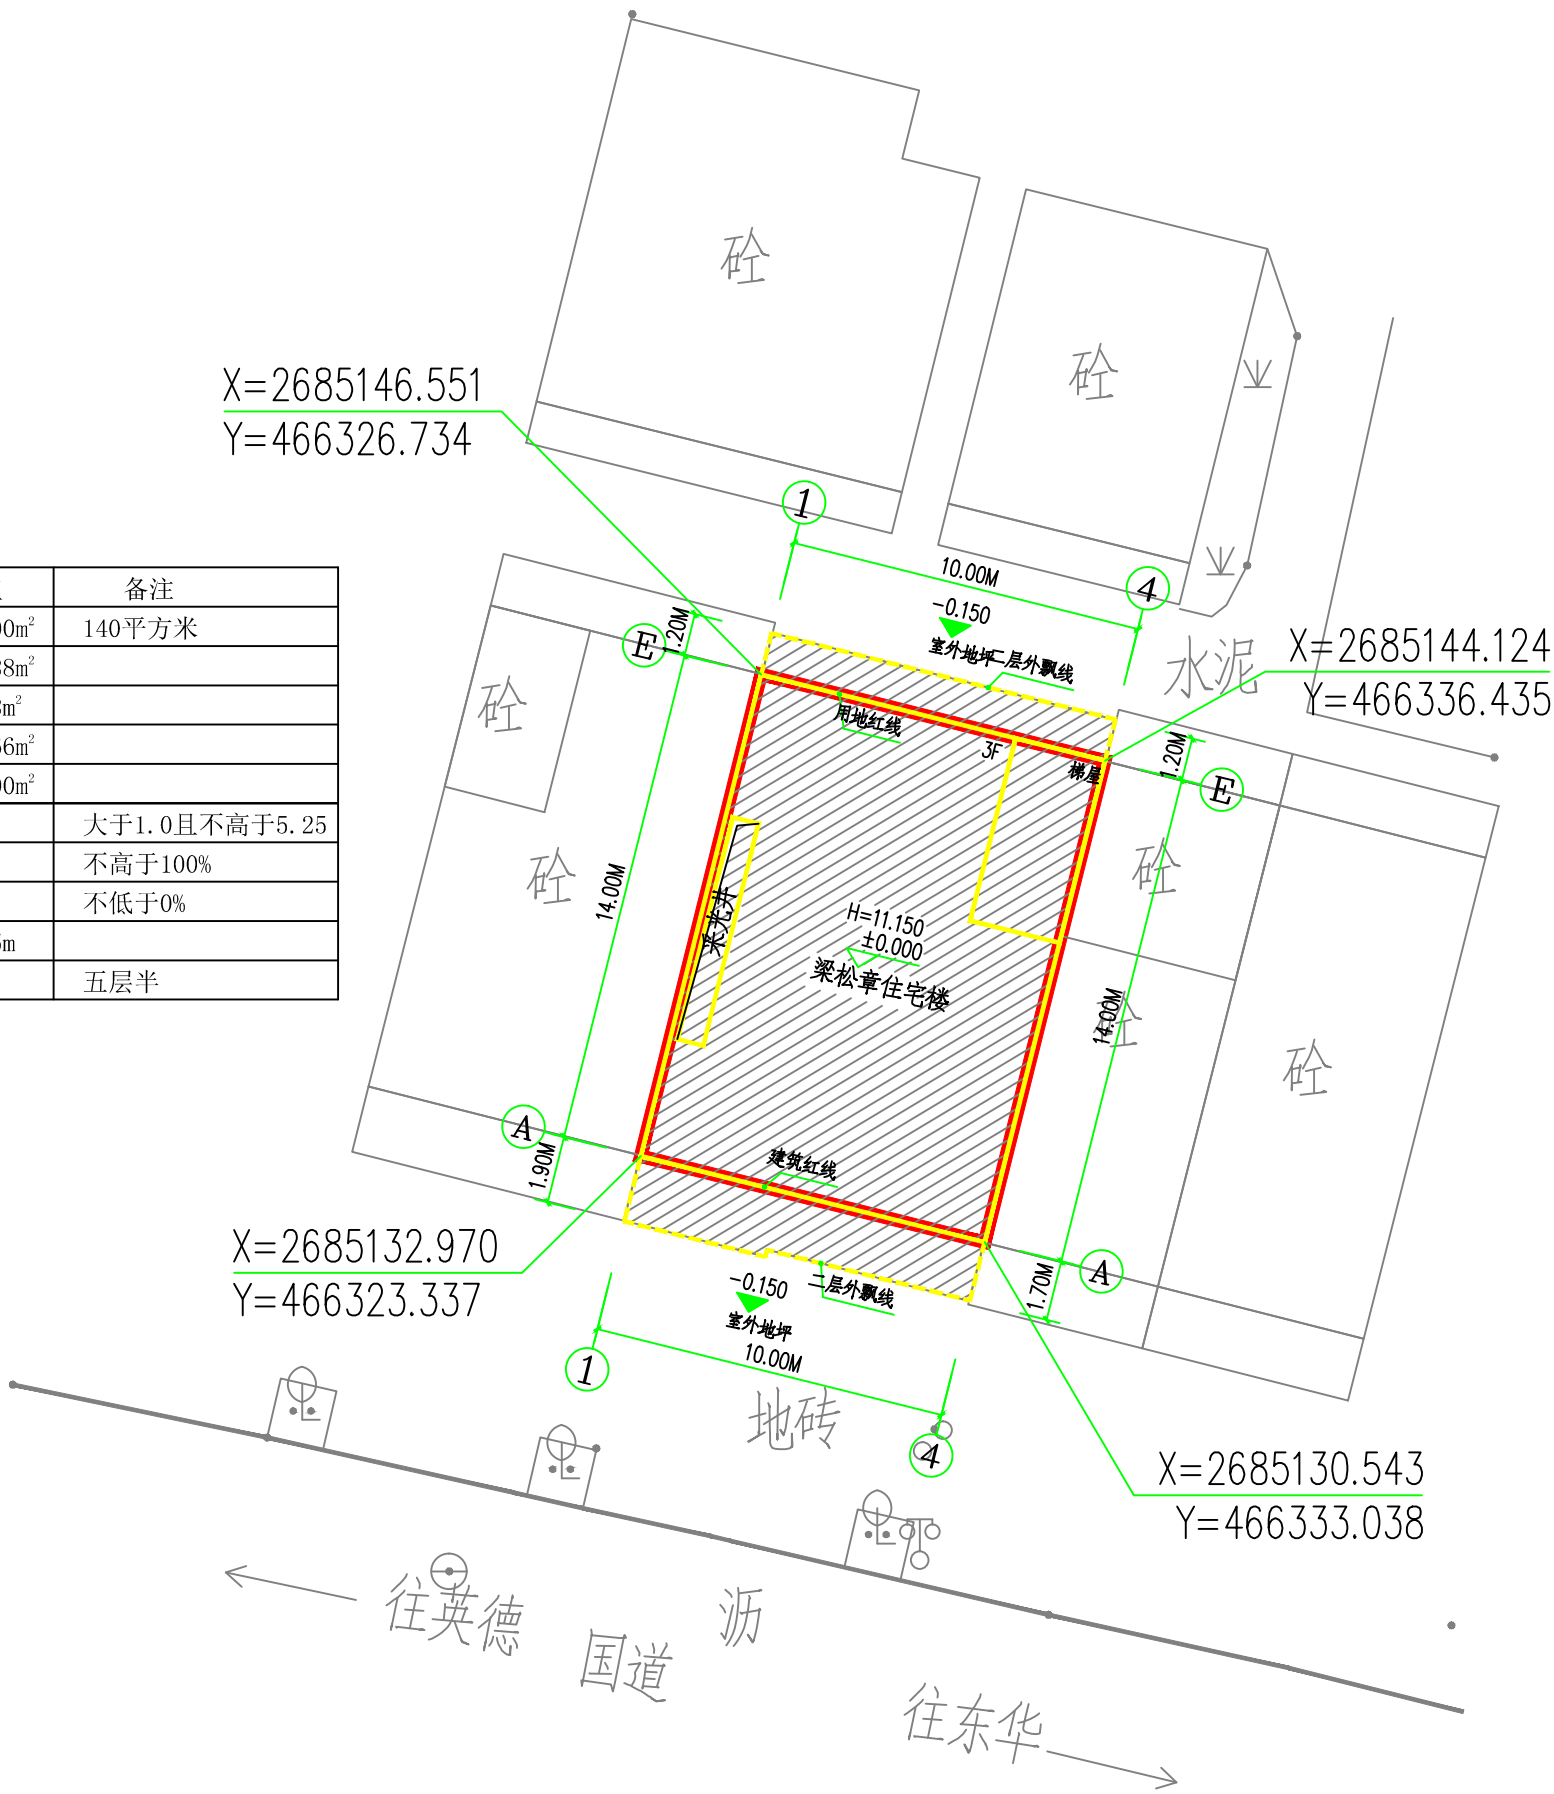 砼
砼
X=2685146.551
Y=466326.734
1
10.00M
4
-0.150
室外地坪
二层外飘线
水泥
X=2685144.124
Y=466336.435
备注
00m² 140平方米
38m²
m²
66m²
00m²
大于1.0且不高于5.25
不高于100%
不低于0%
m
五层半
E
1.20M
砼
砼
用地红线
3F
梯屋
1.20M
E
14.00M
采光井
H=11.150
±0.000
梁松章住宅楼
砼
砼
14.00M
砼
A
1.90M
建筑红线
A
1.70M
X=2685132.970
Y=466323.337
-0.150
室外地坪
二层外飘线
1
10.00M
4
地砖
X=2685130.543
Y=466333.038
往英德
国道
沥
往东华